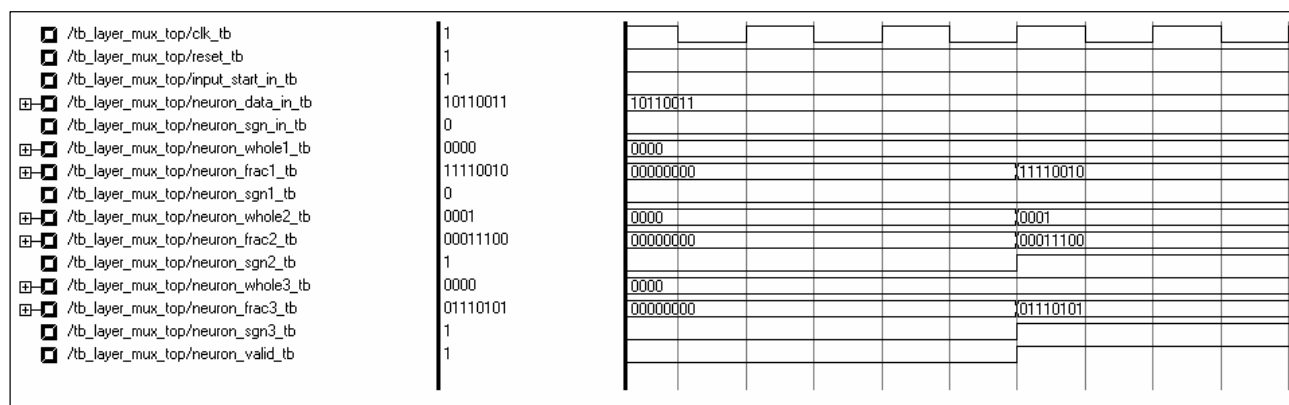 /tb_layer_mux_top/clk_tb 1
/tb_layer_mux_top/reset_tb 1
/tb_layer_mux_top/input_start_in_tb 1
/tb_layer_mux_top/neuron_data_in_tb 10110011 10110011
/tb_layer_mux_top/neuron_sgn_in_tb 0
/tb_layer_mux_top/neuron_whole1_tb 0000 0000
/tb_layer_mux_top/neuron_frac1_tb 11110010 00000000 11110010
/tb_layer_mux_top/neuron_sgn1_tb 0
/tb_layer_mux_top/neuron_whole2_tb 0001 0000 0001
/tb_layer_mux_top/neuron_frac2_tb 00011100 00000000 00011100
/tb_layer_mux_top/neuron_sgn2_tb 1
/tb_layer_mux_top/neuron_whole3_tb 0000 0000
/tb_layer_mux_top/neuron_frac3_tb 01110101 00000000 01110101
/tb_layer_mux_top/neuron_sgn3_tb 1
/tb_layer_mux_top/neuron_valid_tb 1